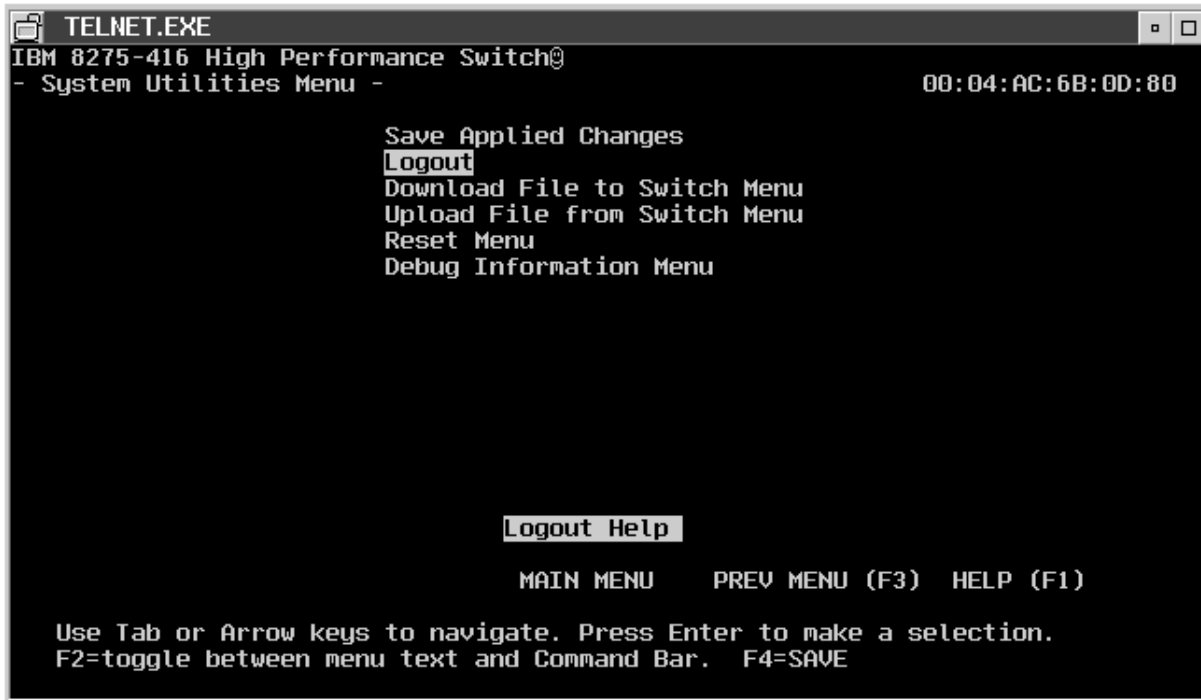 TELNET.EXE
IBM 8275-416 High Performance Switch@
- System Utilities Menu - 00:04:AC:6B:0D:80
Save Applied Changes
Logout
Download File to Switch Menu
Upload File from Switch Menu
Reset Menu
Debug Information Menu
Logout Help
MAIN MENU PREV MENU (F3) HELP (F1)
Use Tab or Arrow keys to navigate. Press Enter to make a selection.
F2=toggle between menu text and Command Bar. F4=SAVE